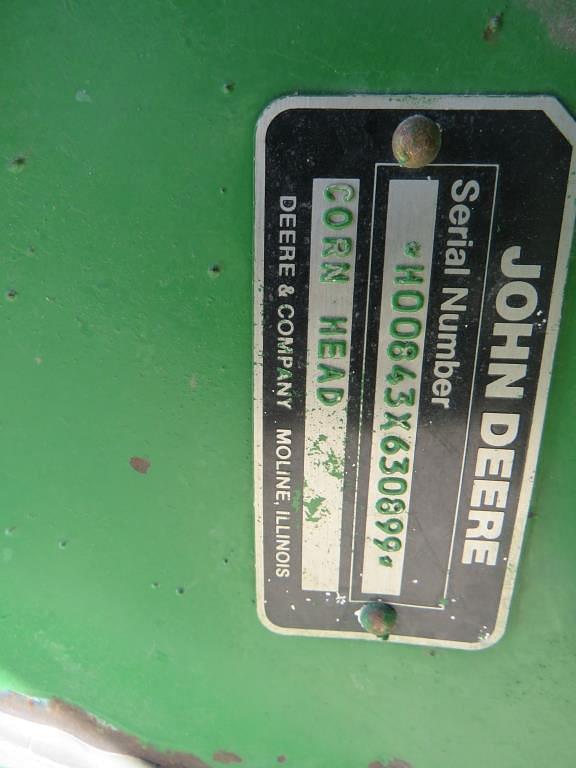 JOHN DEERE
Serial Number
*H00843X630899*
CORN HEAD
DEERE & COMPANY MOLINE, ILLINOIS